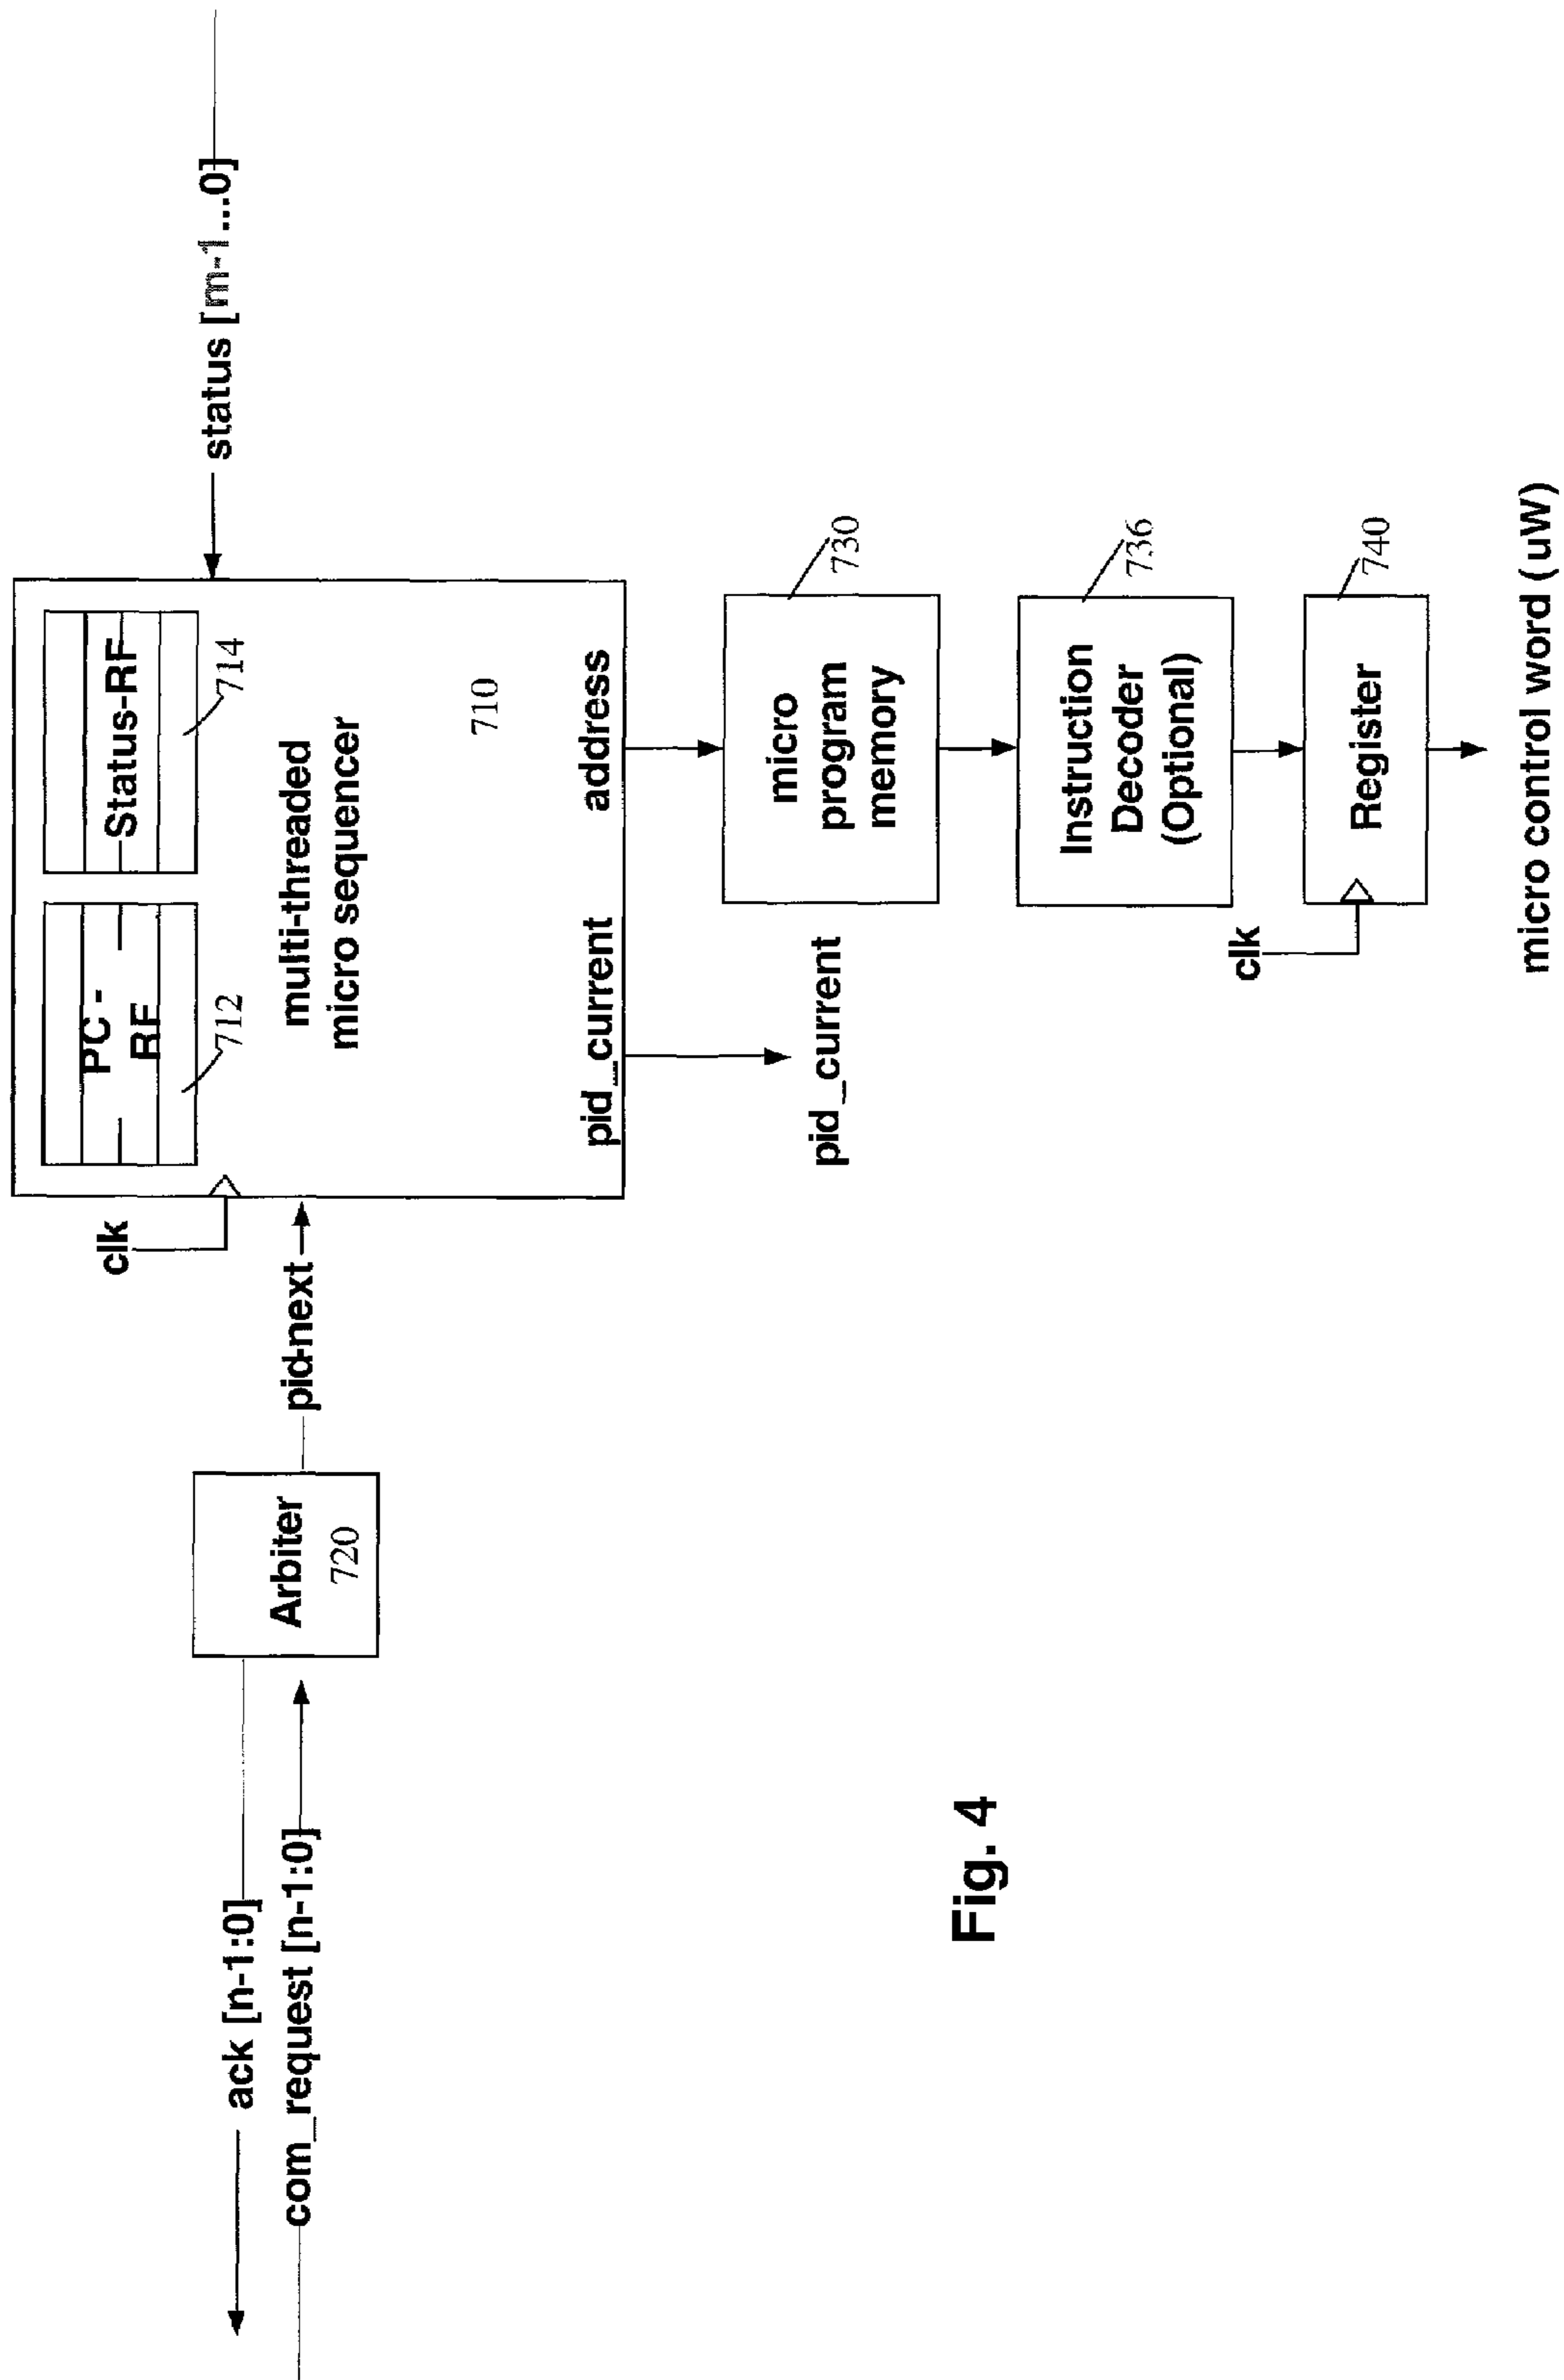 ack [n-1:0]
com_request [n-1:0]
Arbiter
720
pid-next
clk
PC -
RF
712
Status-RF
714
multi-threaded
micro sequencer
710
pid_current
address
status [m-1...0]
pid_current
micro
program
memory
730
Instruction
Decoder
(Optional)
736
clk
Register
740
micro control word ( uW)
Fig. 4